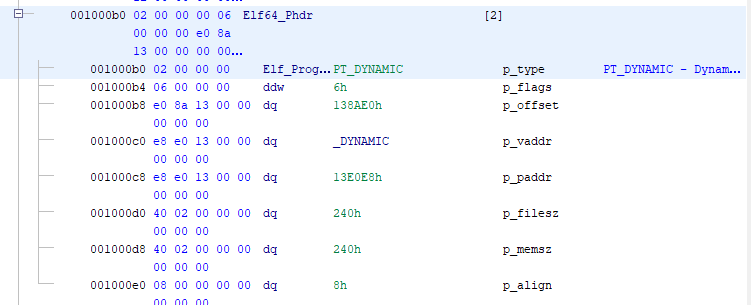 001000b0 02 00 00 00 06 Elf64_Phdr [2]
00 00 00 e0 8a
13 00 00 00...
001000b0 02 00 00 00 Elf_Prog... PT_DYNAMIC p_type PT_DYNAMIC - Dynam...
001000b4 06 00 00 00 ddw 6h p_flags
001000b8 e0 8a 13 00 00 dq 138AE0h p_offset
00 00 00
001000c0 e8 e0 13 00 00 dq _DYNAMIC p_vaddr
00 00 00
001000c8 e8 e0 13 00 00 dq 13E0E8h p_paddr
00 00 00
001000d0 40 02 00 00 00 dq 240h p_filesz
00 00 00
001000d8 40 02 00 00 00 dq 240h p_memsz
00 00 00
001000e0 08 00 00 00 00 dq 8h p_align
00 00 00